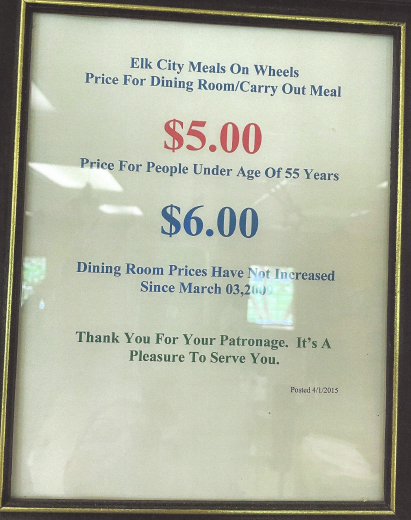 Elk City Meals On Wheels
Price For Dining Room/Carry Out Meal
$5.00
Price For People Under Age Of 55 Years
$6.00
Dining Room Prices Have Not Increased
Since March 03,2009
Thank You For Your Patronage. It's A
Pleasure To Serve You.
Posted 4/1/2015